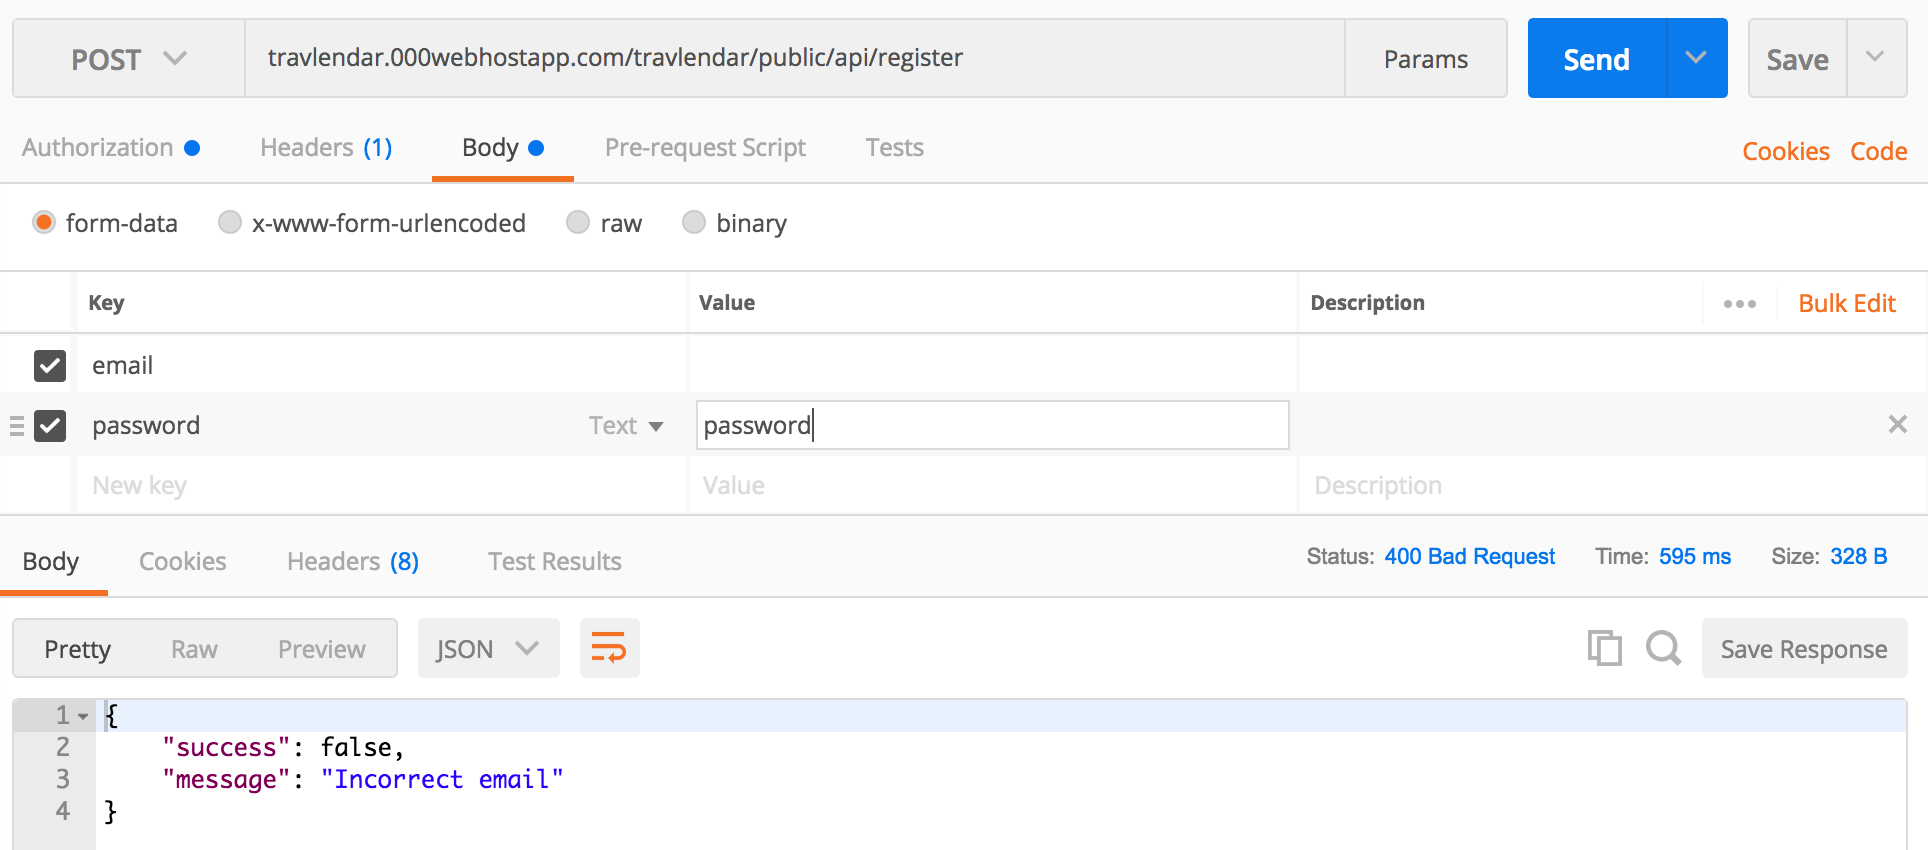 POST travlendar.000webhostapp.com/travlendar/public/api/register Params Send Save
Authorization Headers (1) Body Pre-request Script Tests Cookies Code
form-data x-www-form-urlencoded raw binary
Key Value Description Bulk Edit
email
password Text password
New key Value Description
Body Cookies Headers (8) Test Results Status: 400 Bad Request Time: 595 ms Size: 328 B
Pretty Raw Preview JSON Save Response
1 {
2 "success": false,
3 "message": "Incorrect email"
4 }